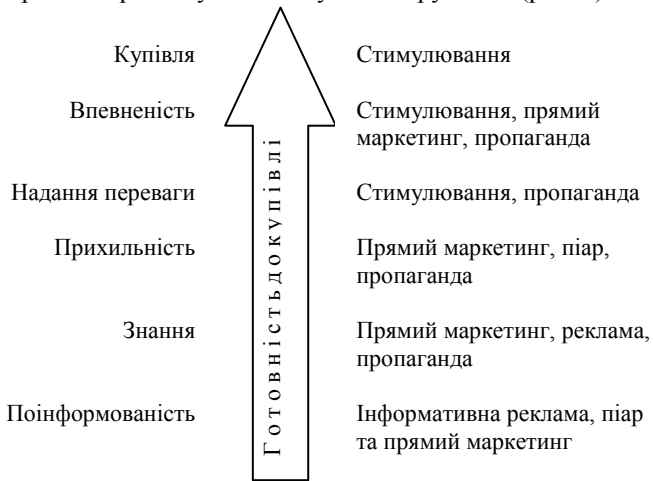 Купівля
Стимулювання
Впевненість
Стимулювання, прямий
маркетинг, пропаганда
Надання переваги
Стимулювання, пропаганда
Прихильність
Прямий маркетинг, піар,
пропаганда
Знання
Прямий маркетинг, реклама,
пропаганда
Поінформованість
Інформативна реклама, піар
та прямий маркетинг
Готовність до купівлі